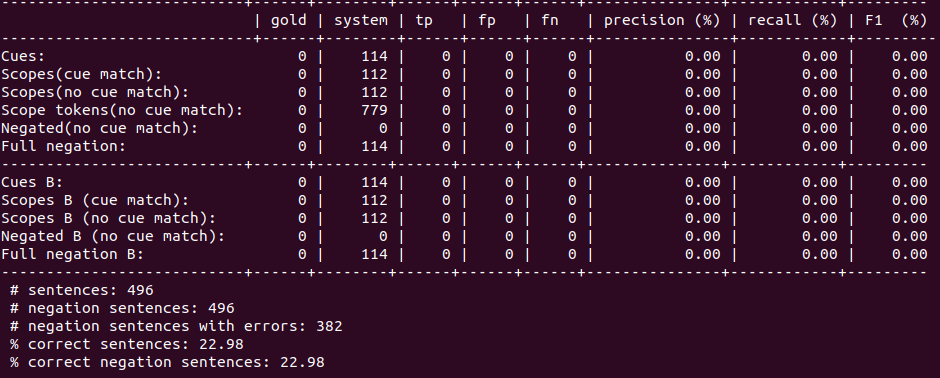 ---------------------------+------+--------+------+------+------+---------------+------------+---------
| gold | system | tp | fp | fn | precision (%) | recall (%) | F1 (%)
---------------------------+------+--------+------+------+------+---------------+------------+---------
Cues: 0 | 114 | 0 | 0 | 0 | 0.00 | 0.00 | 0.00
Scopes(cue match): 0 | 112 | 0 | 0 | 0 | 0.00 | 0.00 | 0.00
Scopes(no cue match): 0 | 112 | 0 | 0 | 0 | 0.00 | 0.00 | 0.00
Scope tokens(no cue match): 0 | 779 | 0 | 0 | 0 | 0.00 | 0.00 | 0.00
Negated(no cue match): 0 | 0 | 0 | 0 | 0 | 0.00 | 0.00 | 0.00
Full negation: 0 | 114 | 0 | 0 | 0 | 0.00 | 0.00 | 0.00
---------------------------+------+--------+------+------+------+---------------+------------+---------
Cues B: 0 | 114 | 0 | 0 | 0 | 0.00 | 0.00 | 0.00
Scopes B (cue match): 0 | 112 | 0 | 0 | 0 | 0.00 | 0.00 | 0.00
Scopes B (no cue match): 0 | 112 | 0 | 0 | 0 | 0.00 | 0.00 | 0.00
Negated B (no cue match): 0 | 0 | 0 | 0 | 0 | 0.00 | 0.00 | 0.00
Full negation B: 0 | 114 | 0 | 0 | 0 | 0.00 | 0.00 | 0.00
---------------------------+------+--------+------+------+------+---------------+------------+---------
# sentences: 496
# negation sentences: 496
# negation sentences with errors: 382
% correct sentences: 22.98
% correct negation sentences: 22.98